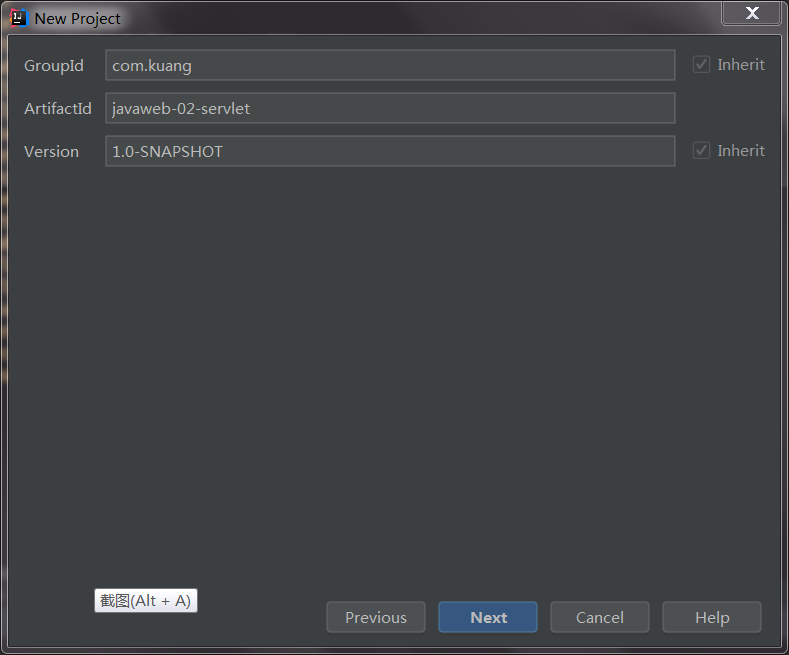 New Project
GroupId com.kuang Inherit
ArtifactId javaweb-02-servlet
Version 1.0-SNAPSHOT Inherit
截图(Alt + A)
Previous Next Cancel Help